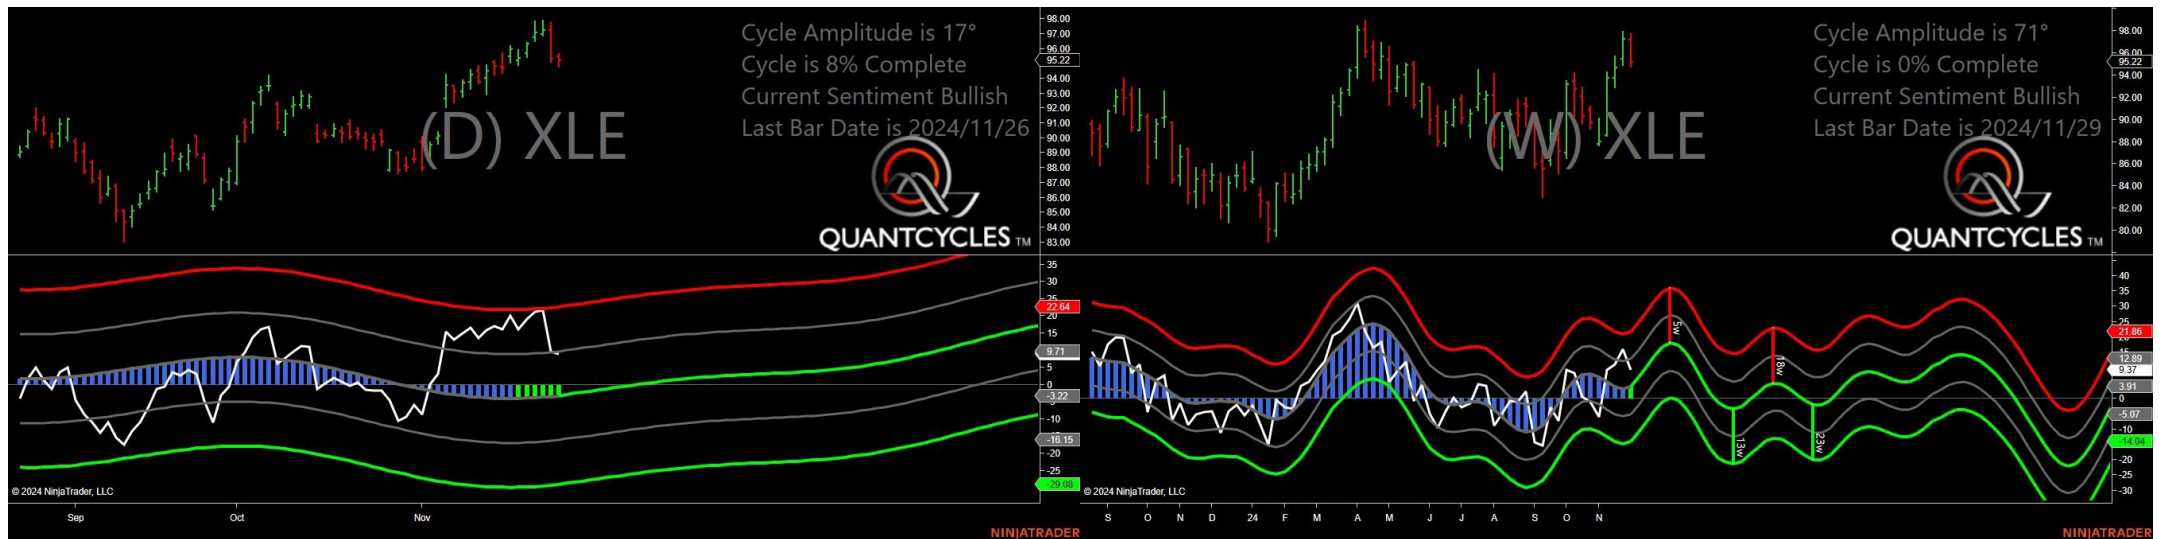 Cycle Amplitude is 17°
Cycle is 8% Complete
Current Sentiment Bullish
Last Bar Date is 2024/11/26
(D) XLE
QUANTCYCLES TM
98.00
97.00
96.00
95.22
94.00
93.00
92.00
91.00
90.00
89.00
88.00
87.00
86.00
85.00
84.00
83.00
35
30
25
22.64
20
15
9.71
5
0
-3.22
-10
-16.15
-20
-25
-29.08
© 2024 NinjaTrader, LLC
Sep Oct Nov
NINJATRADER
Cycle Amplitude is 71°
Cycle is 0% Complete
Current Sentiment Bullish
Last Bar Date is 2024/11/29
(W) XLE
QUANTCYCLES TM
98.00
96.00
95.22
94.00
92.00
90.00
88.00
86.00
84.00
82.00
80.00
40
35
30
25
21.86
15
12.89
9.37
3.91
0
-5.07
-10
-14.04
-20
-25
-30
5w
18w
13w
23w
© 2024 NinjaTrader, LLC
S O N D 24 F M A M J J A S O N
NINJATRADER